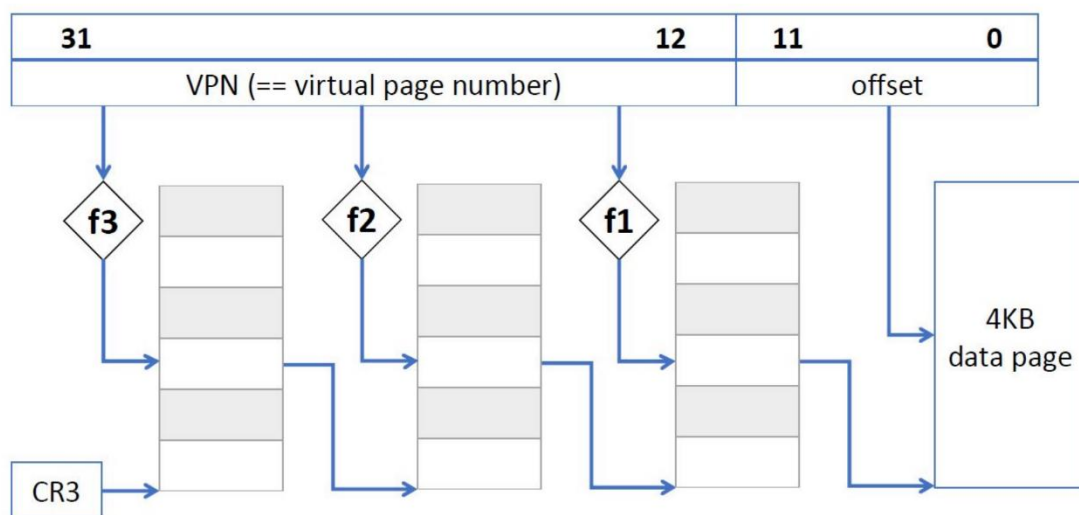 31 12 11 0
VPN (== virtual page number) offset
f3 f2 f1
4KB
data page
CR3